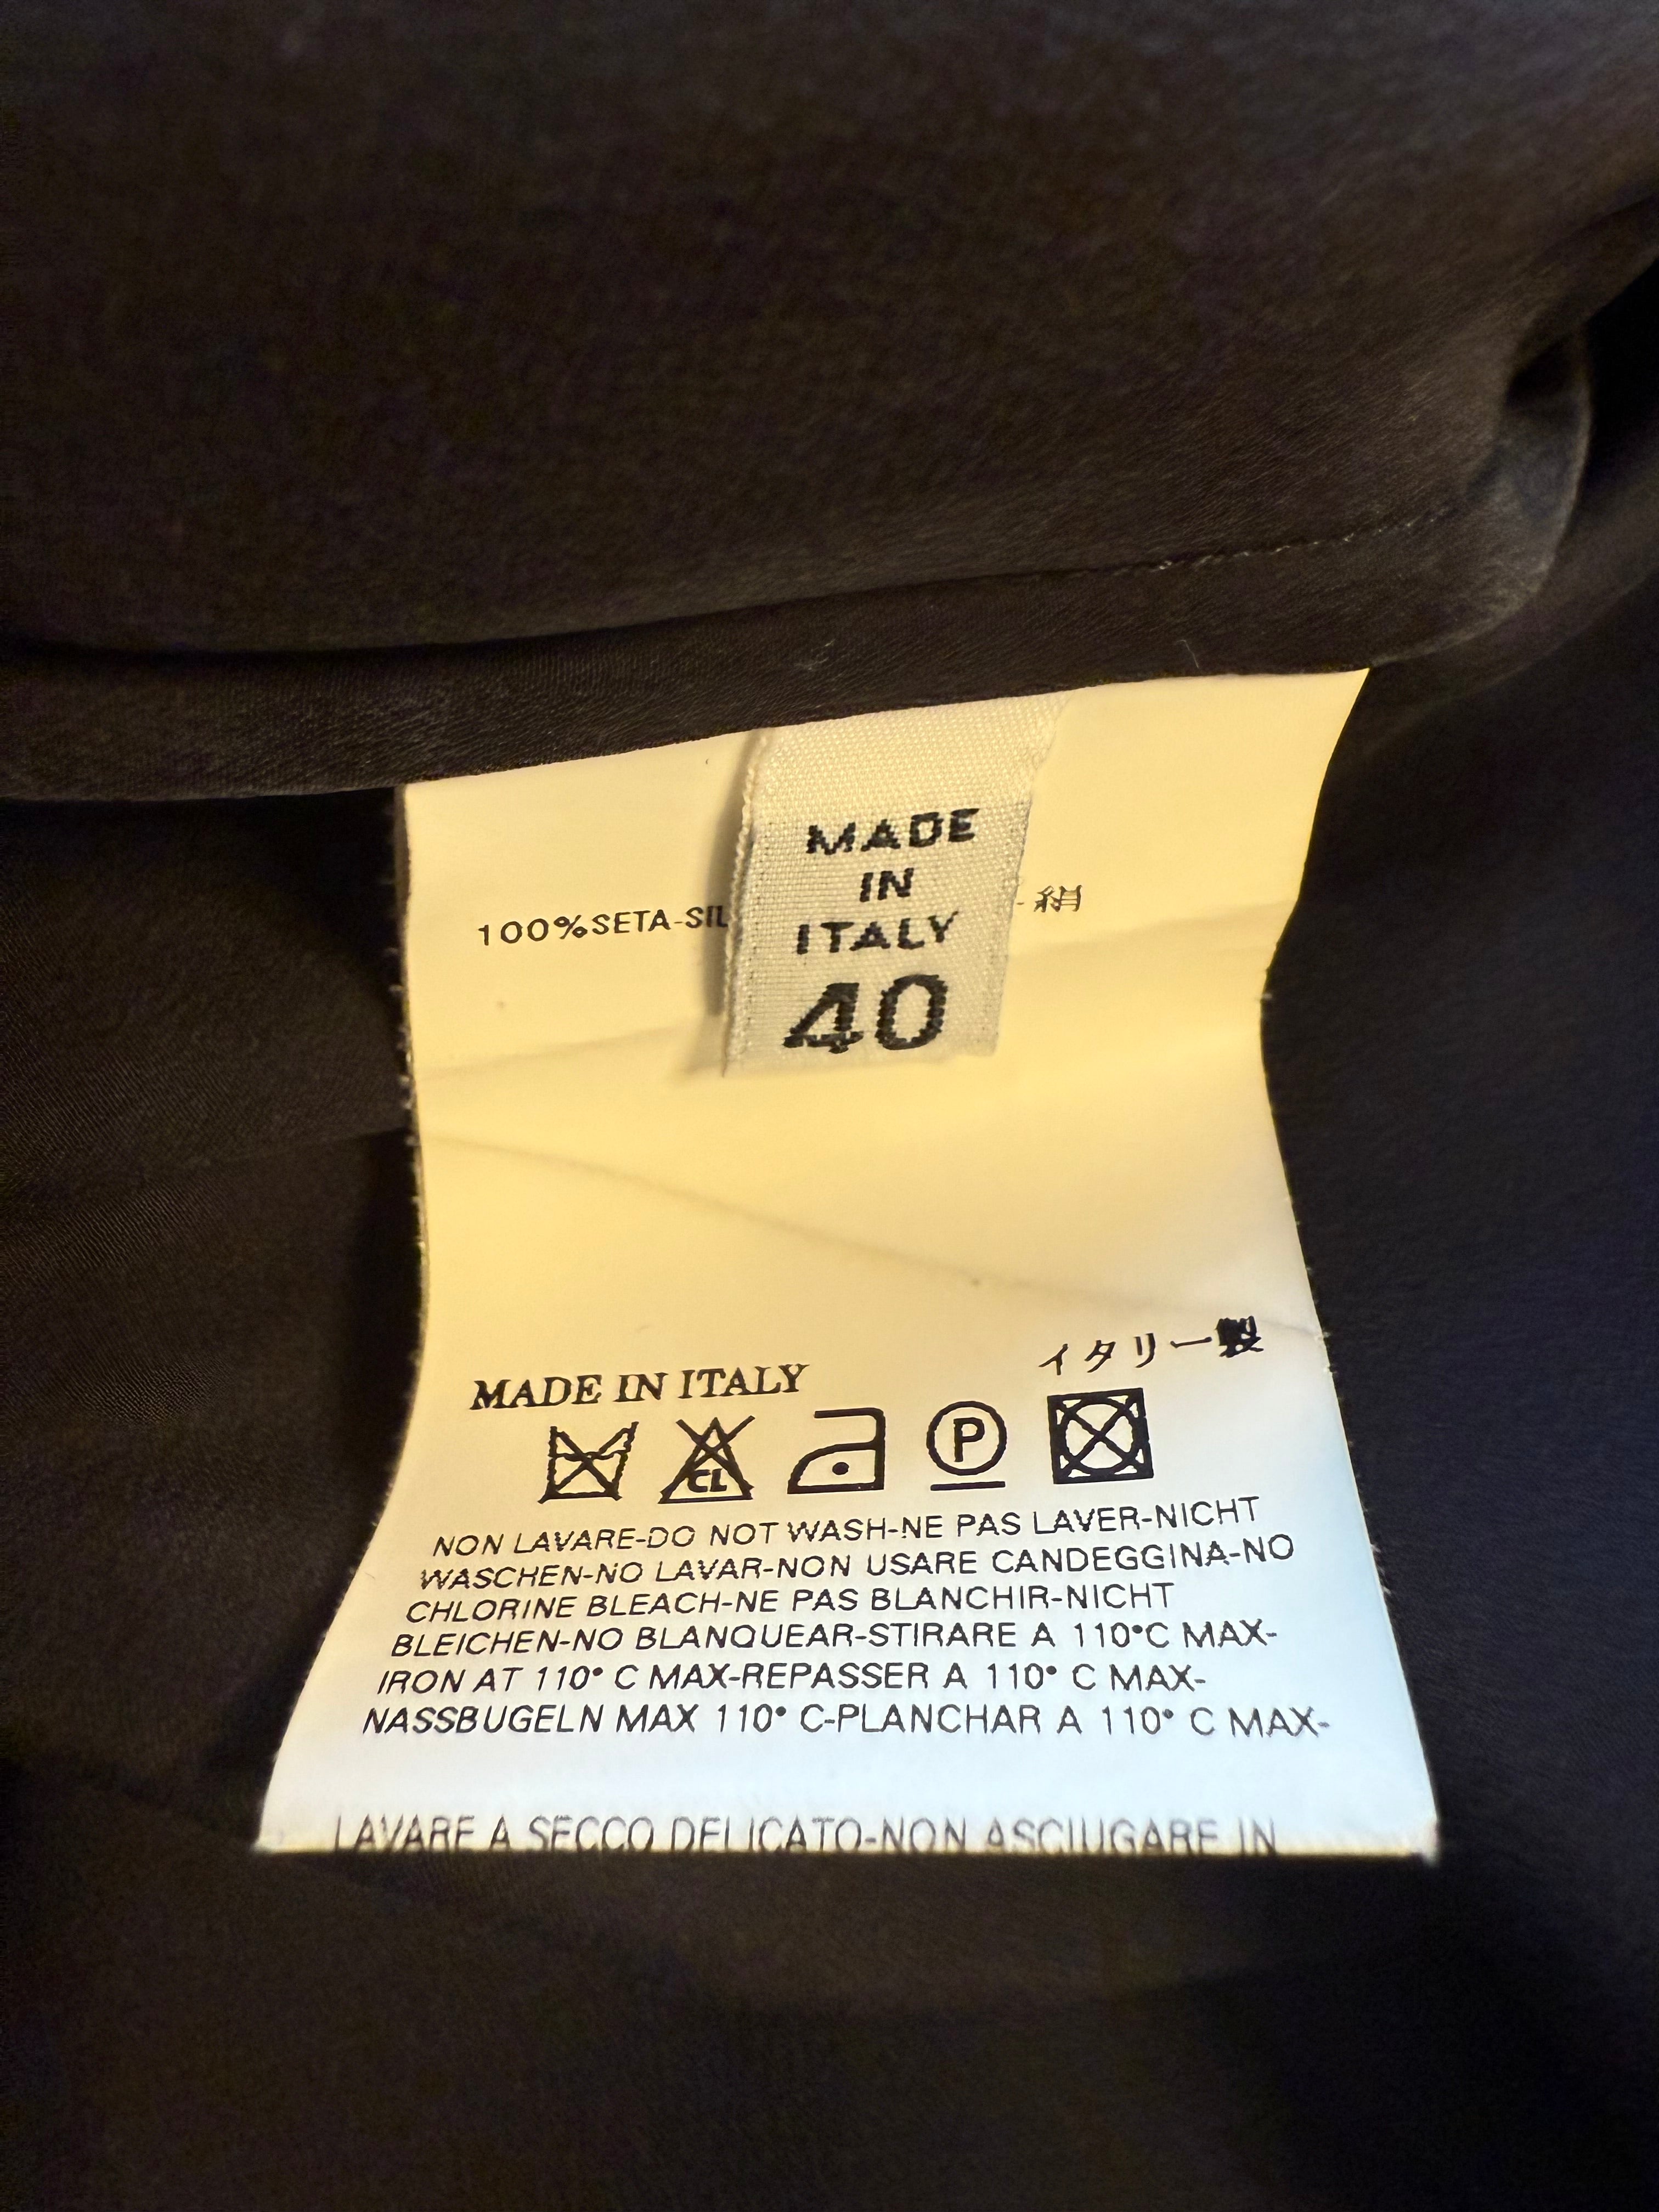 MADE
IN
ITALY
40
100%SETA-SIL
- 絹
イタリー製
MADE IN ITALY
CL
P
NON LAVARE-DO NOT WASH-NE PAS LAVER-NICHT
WASCHEN-NO LAVAR-NON USARE CANDEGGINA-NO
CHLORINE BLEACH-NE PAS BLANCHIR-NICHT
BLEICHEN-NO BLANQUEAR-STIRARE A 110°C MAX-
IRON AT 110° C MAX-REPASSER A 110° C MAX-
NASSBUGELN MAX 110° C-PLANCHAR A 110° C MAX-
LAVARE A SECCO DELICATO-NON ASCIUGARE IN